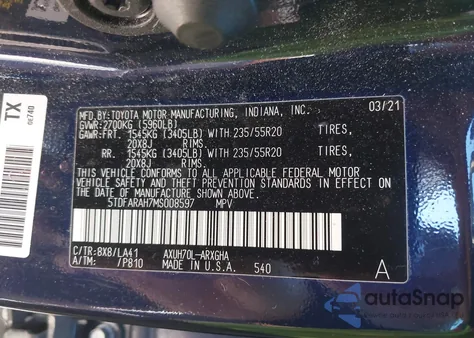 TX
0E740
MFD.BY:TOYOTA MOTOR MANUFACTURING, INDIANA, INC. 03/21
GVWR:2700KG (5960LB)
GAWR:FRT. 1545KG (3405LB) WITH 235/55R20 TIRES,
20X8J RIMS.
RR. 1545KG (3405LB) WITH 235/55R20 TIRES,
20X8J RIMS.
THIS VEHICLE CONFORMS TO ALL APPLICABLE FEDERAL MOTOR
VEHICLE SAFETY AND THEFT PREVENTION STANDARDS IN EFFECT
ON THE DATE OF MANUFACTURE SHOWN ABOVE.
5TDFARAH7MS008597 MPV
C/TR:8X8/LA41 AXUH70L-ARXGHA
A/TM: /P810 MADE IN U.S.A. 540 A
autoSnap